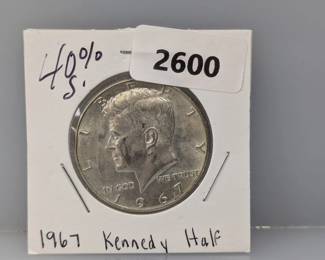 40%
S.
2600
LIBERTY
IN GOD WE TRUST
1967
1967 Kennedy Half